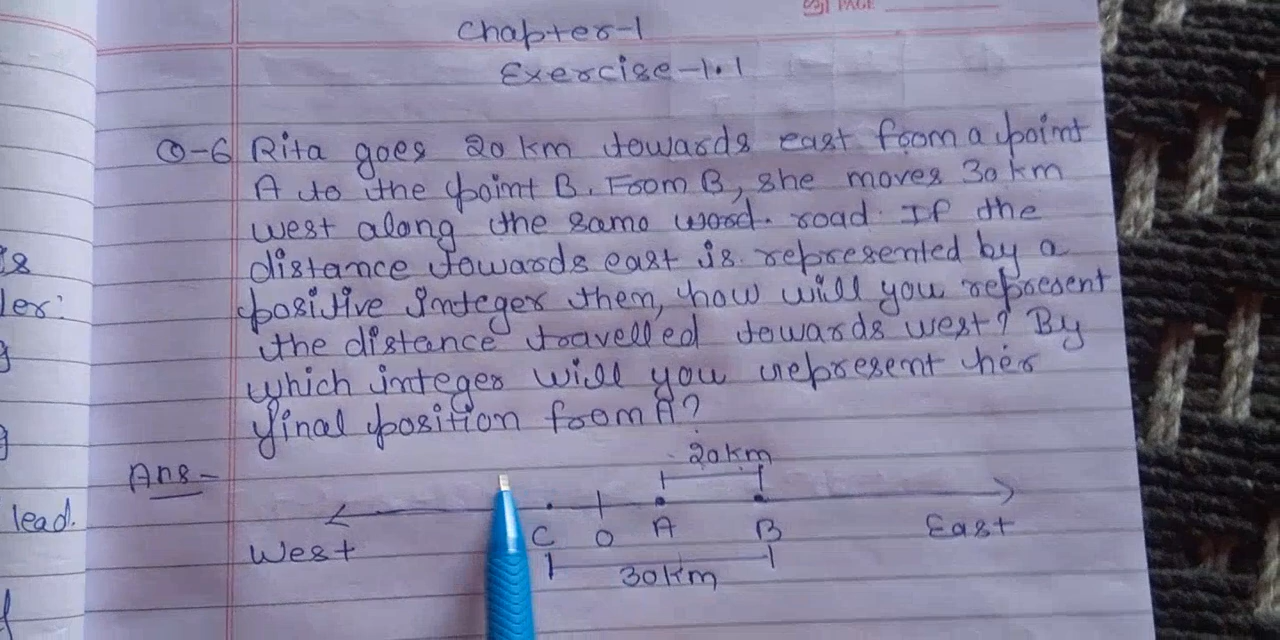 PAGE
Chapter-1
Exercise-1.1
Q-6 Rita goes 20 km towards east from a point
A to the point B. From B, she moves 30 km
west along the same word. road. If the
distance towards east is represented by a
positive integer then, how will you represent
the distance travelled towards west? By
which integer will you represent her
final position from A?
Ans-
20km
C O A B
West East
30km
lead.